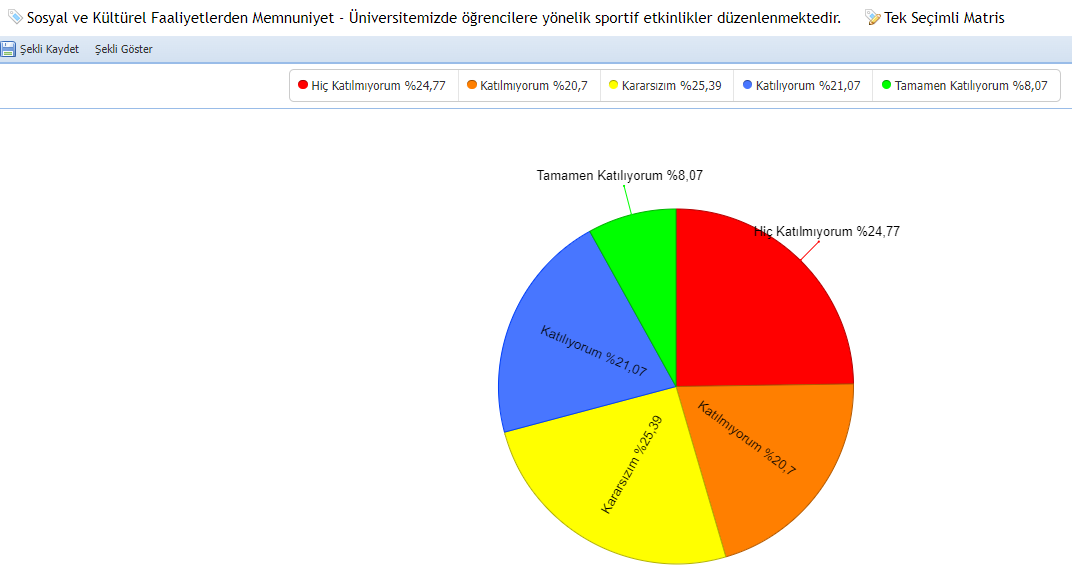 Sosyal ve Kültürel Faaliyetlerden Memnuniyet - Üniversitemizde öğrencilere yönelik sportif etkinlikler düzenlenmektedir. Tek Seçimli Matris
Şekli Kaydet Şekli Göster
Hiç Katılmıyorum %24,77 Katılmıyorum %20,7 Kararsızım %25,39 Katılıyorum %21,07 Tamamen Katılıyorum %8,07
Tamamen Katılıyorum %8,07
Hiç Katılmıyorum %24,77
Katılıyorum %21,07
Katılmıyorum %20,7
Kararsızım %25,39